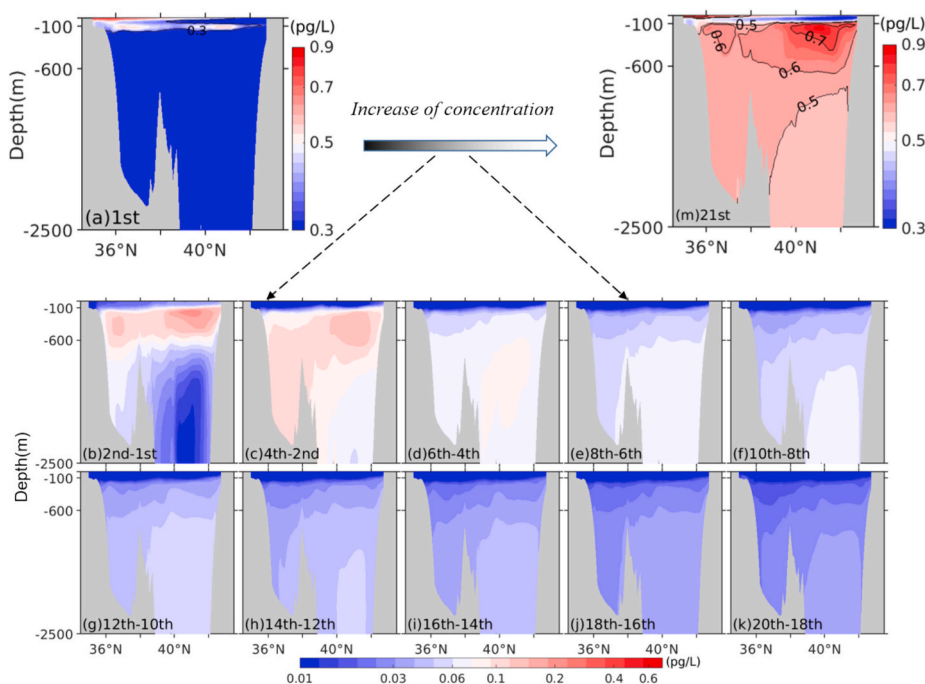 -100
-600
Depth(m)
-2500
(a)1st
36°N
40°N
0.3
(pg/L)
0.9
0.5
0.3
Increase of concentration
-100
-600
Depth(m)
-2500
(m)21st
36°N
40°N
0.5
0.6
0.7
0.6
0.5
(pg/L)
0.9
0.5
0.3
Depth(m)
-100
-600
-2500
(b)2nd-1st
(c)4th-2nd
(d)6th-4th
(e)8th-6th
(f)10th-8th
-100
-600
-2500
(g)12th-10th
(h)14th-12th
(i)16th-14th
(j)18th-16th
(k)20th-18th
36°N 40°N
36°N 40°N
36°N 40°N
36°N 40°N
36°N 40°N
0.01 0.03 0.06 0.1 0.2 0.4 0.6
(pg/L)